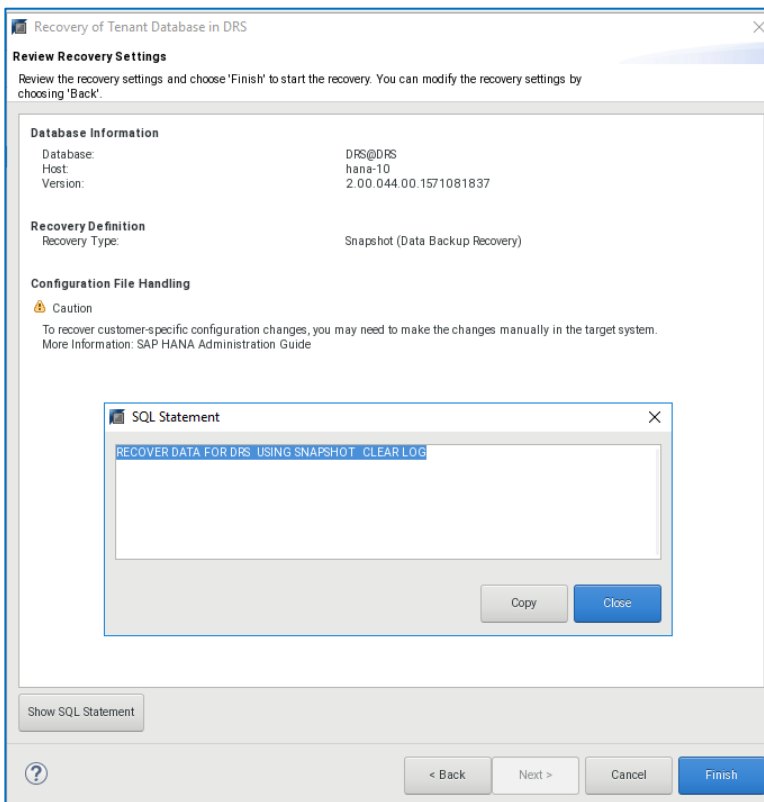 Recovery of Tenant Database in DRS
Review Recovery Settings
Review the recovery settings and choose 'Finish' to start the recovery. You can modify the recovery settings by
choosing 'Back'.
Database Information
Database: DRS@DRS
Host: hana-10
Version: 2.00.044.00.1571081837
Recovery Definition
Recovery Type: Snapshot (Data Backup Recovery)
Configuration File Handling
Caution
To recover customer-specific configuration changes, you may need to make the changes manually in the target system.
More Information: SAP HANA Administration Guide
SQL Statement
RECOVER DATA FOR DRS  USING SNAPSHOT  CLEAR LOG
Copy Close
Show SQL Statement
? < Back Next > Cancel Finish